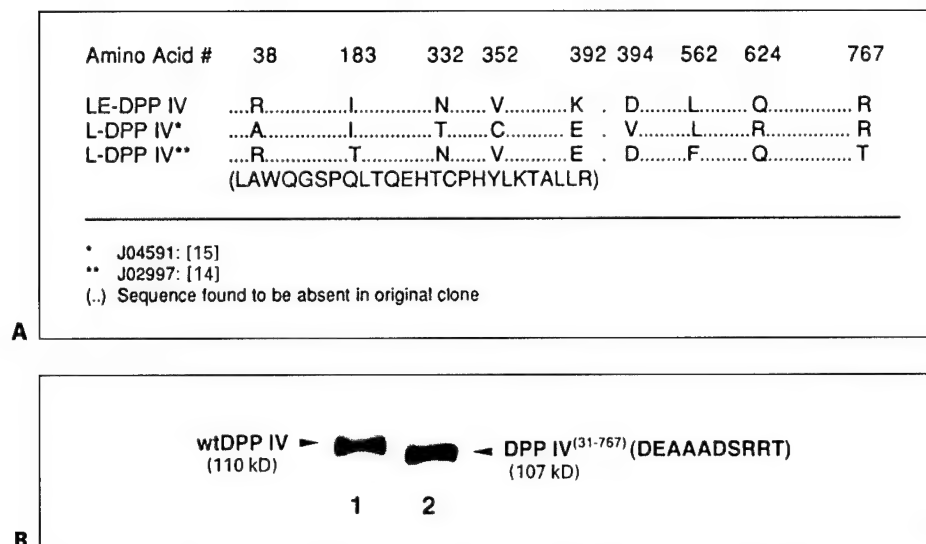 Amino Acid # 38 183 332 352 392 394 562 624 767
LE-DPP IV ....R.............I.............N......V...........K . D.........L........Q..............R
L-DPP IV* ....A.............I.............T......C...........E . V.........L........R..............R
L-DPP IV** ....R.............T.............N......V...........E . D.........F........Q..............T
(LAWQGSPQLTQEHTCPHYLKTALLR)
* J04591: [15]
** J02997: [14]
(..) Sequence found to be absent in original clone
A
wtDPP IV DPP IV(31-767) (DEAAADSRRT)
(110 kD) (107 kD)
1 2
B